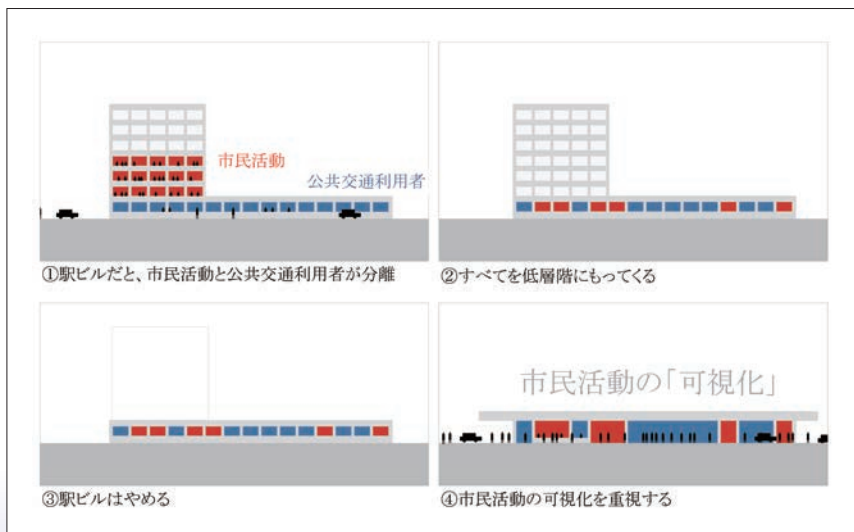 市民活動
公共交通利用者
①駅ビルだと、市民活動と公共交通利用者が分離
②すべてを低層階にもってくる
③駅ビルはやめる
市民活動の「可視化」
④市民活動の可視化を重視する